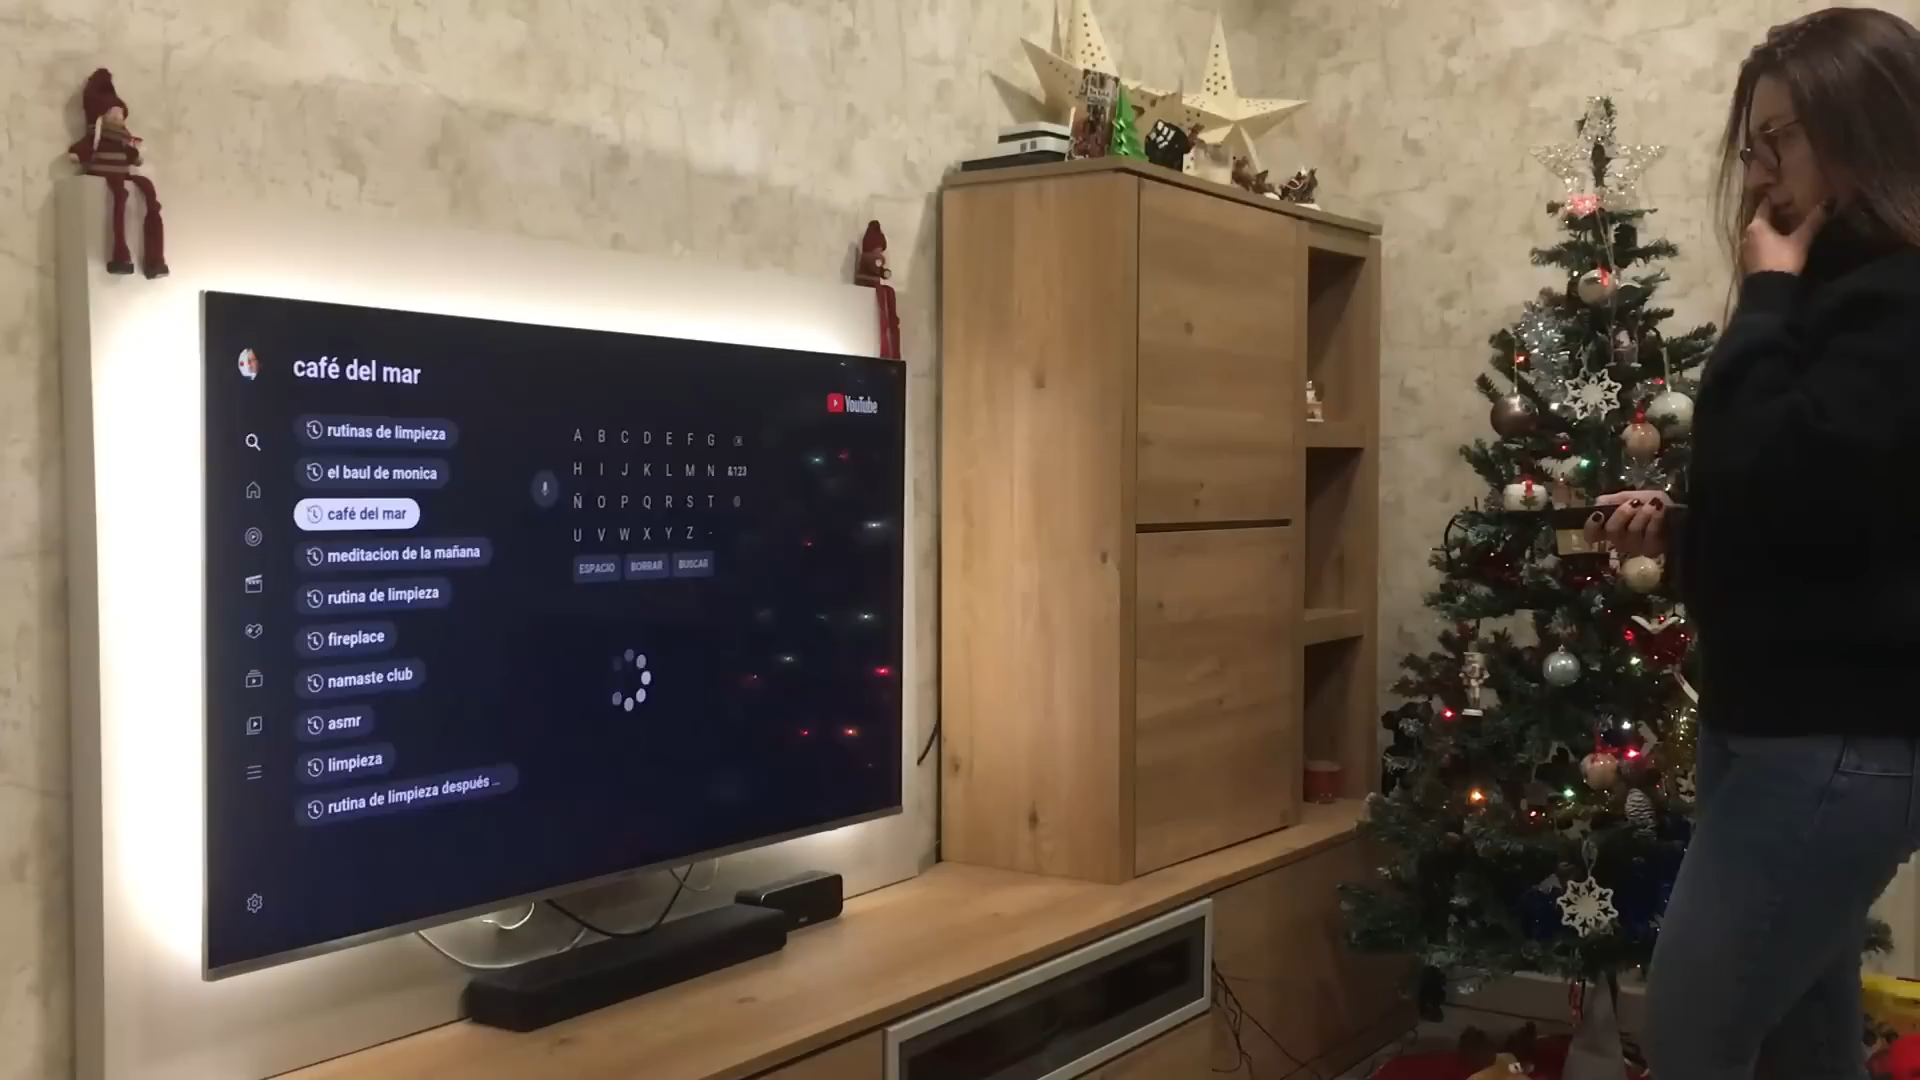 café del mar
YouTube
rutinas de limpieza
el baul de monica
café del mar
meditacion de la mañana
rutina de limpieza
fireplace
namaste club
asmr
limpieza
rutina de limpieza después ...
A B C D E F G
H I J K L M N &123
Ñ O P Q R S T
U V W X Y Z -
ESPACIO BORRAR BUSCAR